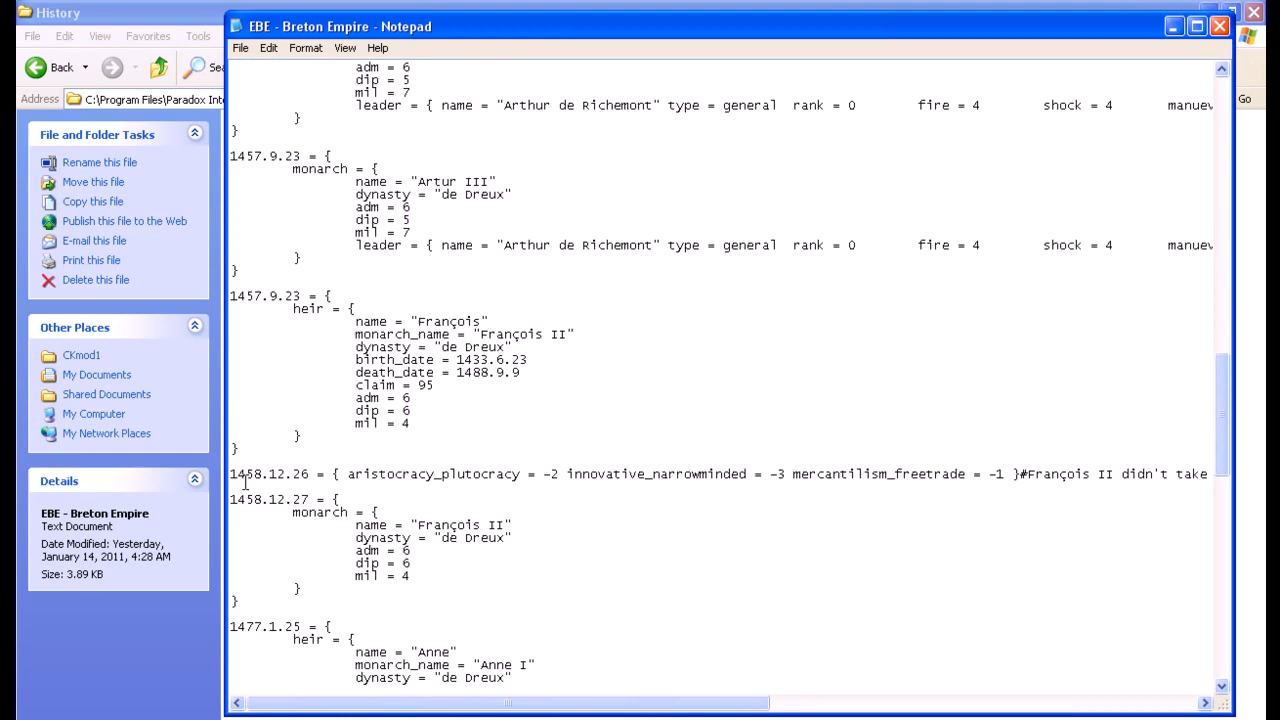 History
EBE - Breton Empire - Notepad
File Edit View Favorites Tools
File Edit Format View Help
Back
Address C:\Program Files\Paradox Int
Go
File and Folder Tasks
Rename this file
Move this file
Copy this file
Publish this file to the Web
E-mail this file
Print this file
Delete this file
Other Places
CKmod1
My Documents
Shared Documents
My Computer
My Network Places
Details
EBE - Breton Empire
Text Document
Date Modified: Yesterday,
January 14, 2011, 4:28 AM
Size: 3.89 KB
adm = 6
dip = 5
mil = 7
leader = { name = "Arthur de Richemont" type = general rank = 0 fire = 4 shock = 4 manuev
}
}
1457.9.23 = {
monarch = {
name = "Artur III"
dynasty = "de Dreux"
adm = 6
dip = 5
mil = 7
leader = { name = "Arthur de Richemont" type = general rank = 0 fire = 4 shock = 4 manuev
}
}
1457.9.23 = {
heir = {
name = "François"
monarch_name = "François II"
dynasty = "de Dreux"
birth_date = 1433.6.23
death_date = 1488.9.9
claim = 95
adm = 6
dip = 6
mil = 4
}
}
1458.12.26 = { aristocracy_plutocracy = -2 innovative_narrowminded = -3 mercantilism_freetrade = -1 }#François II didn't take
1458.12.27 = {
monarch = {
name = "François II"
dynasty = "de Dreux"
adm = 6
dip = 6
mil = 4
}
}
1477.1.25 = {
heir = {
name = "Anne"
monarch_name = "Anne I"
dynasty = "de Dreux"